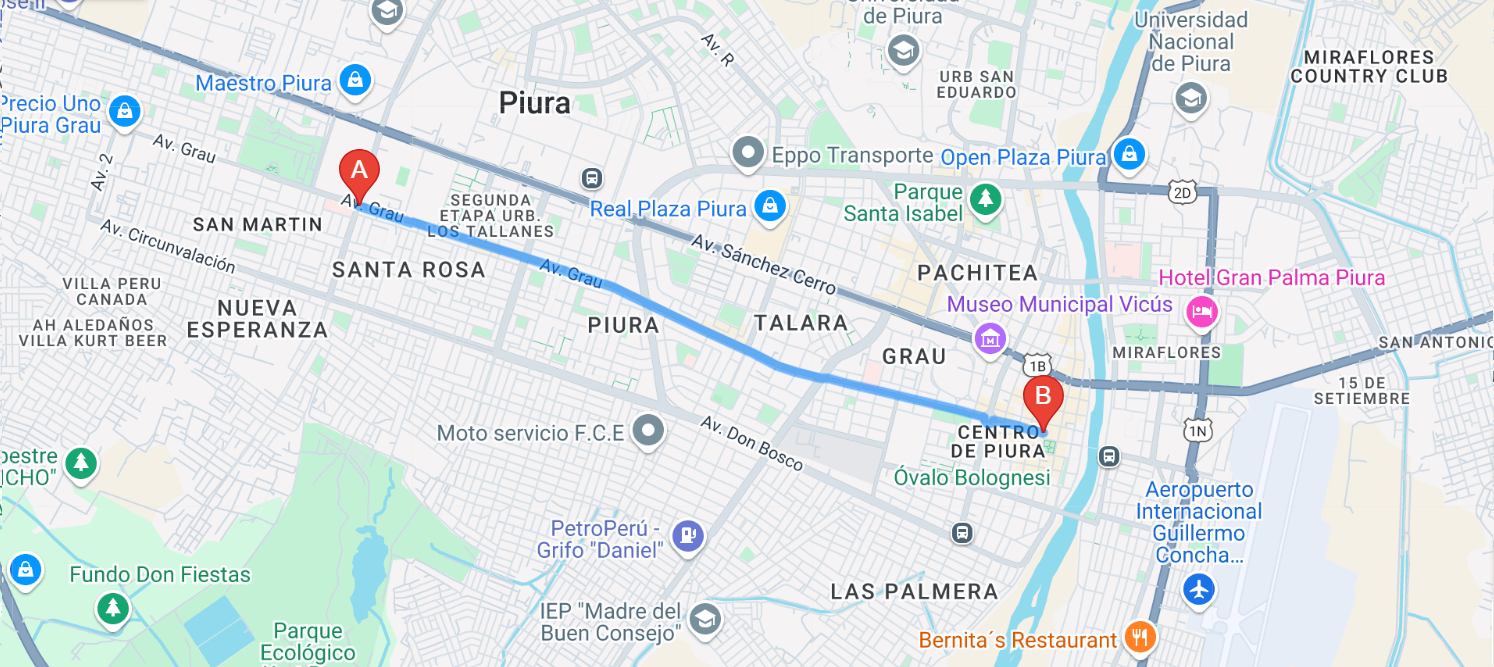 de Piura
Universidad
Nacional
de Piura
Av. R
MIRAFLORES
COUNTRY CLUB
URB SAN
EDUARDO
Maestro Piura
Piura
Precio Uno
Piura Grau
Av. Grau
A
Av. 2
Eppo Transporte
Open Plaza Piura
2D
Parque
Santa Isabel
SEGUNDA
ETAPA URB.
LOS TALLANES
Real Plaza Piura
Av. Grau
SAN MARTIN
Av. Circunvalación
Av. Sánchez Cerro
SANTA ROSA
Av. Grau
PACHITEA
Hotel Gran Palma Piura
VILLA PERU
CANADA
Museo Municipal Vicús
NUEVA
ESPERANZA
AH ALEDAÑOS
VILLA KURT BEER
PIURA
TALARA
M
GRAU
MIRAFLORES
SAN ANTONIO
1B
B
15 DE
SETIEMBRE
Moto servicio F.C.E
Av. Don Bosco
CENTRO
DE PIURA
1N
Óvalo Bolognesi
pestre
CHO"
Aeropuerto
Internacional
Guillermo
Concha...
PetroPerú -
Grifo "Daniel"
Fundo Don Fiestas
LAS PALMERA
IEP "Madre del
Buen Consejo"
Parque
Ecológico
Bernita´s Restaurant